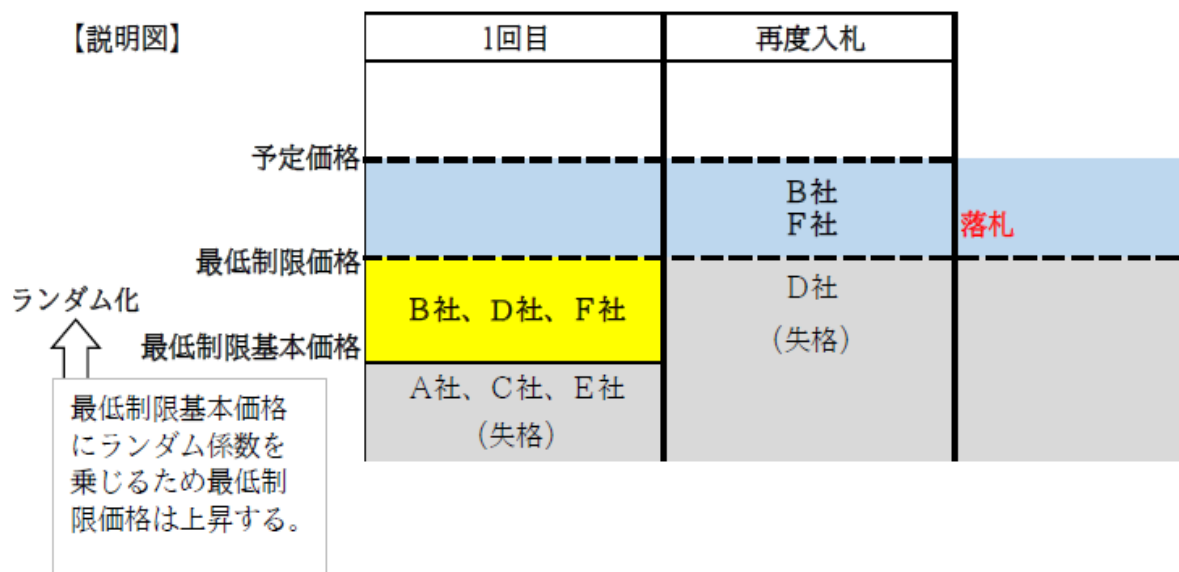 【説明図】
1回目
再度入札
予定価格
B社
F社
落札
最低制限価格
ランダム化
B社、D社、F社
D社
(失格)
最低制限基本価格
A社、C社、E社
(失格)
最低制限基本価格
にランダム係数を
乗じるため最低制
限価格は上昇する。